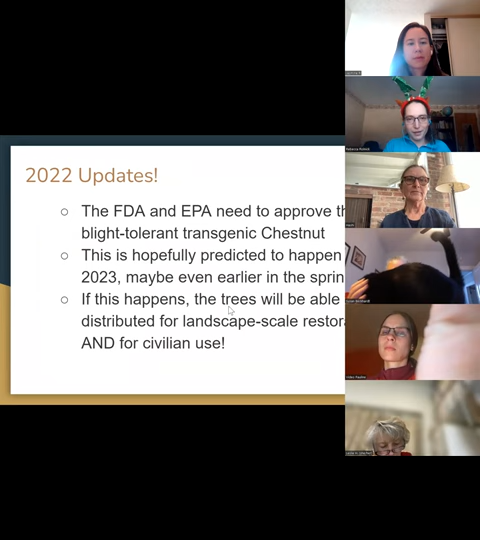 2022 Updates!
○ The FDA and EPA need to approve th
blight-tolerant transgenic Chestnut
○ This is hopefully predicted to happen
2023, maybe even earlier in the sprin
○ If this happens, the trees will be able
distributed for landscape-scale restora
AND for civilian use!